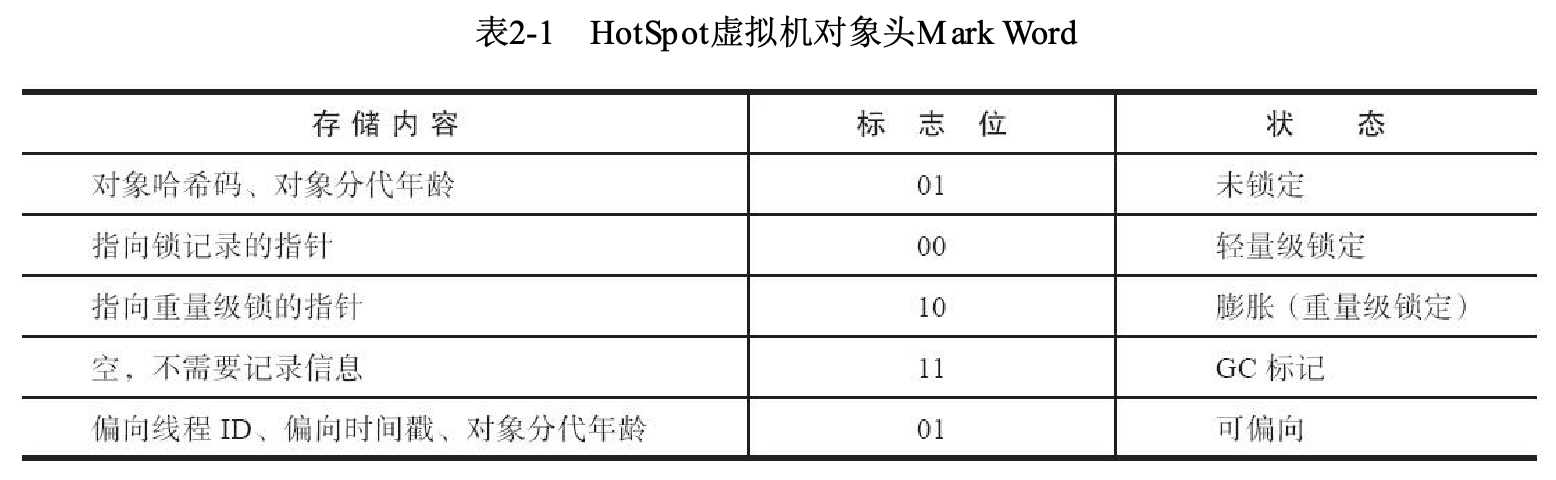 表2-1 HotSpot虚拟机对象头Mark Word
存储内容 标志位 状态
对象哈希码、对象分代年龄 01 未锁定
指向锁记录的指针 00 轻量级锁定
指向重量级锁的指针 10 膨胀（重量级锁定）
空，不需要记录信息 11 GC 标记
偏向线程 ID、偏向时间戳、对象分代年龄 01 可偏向